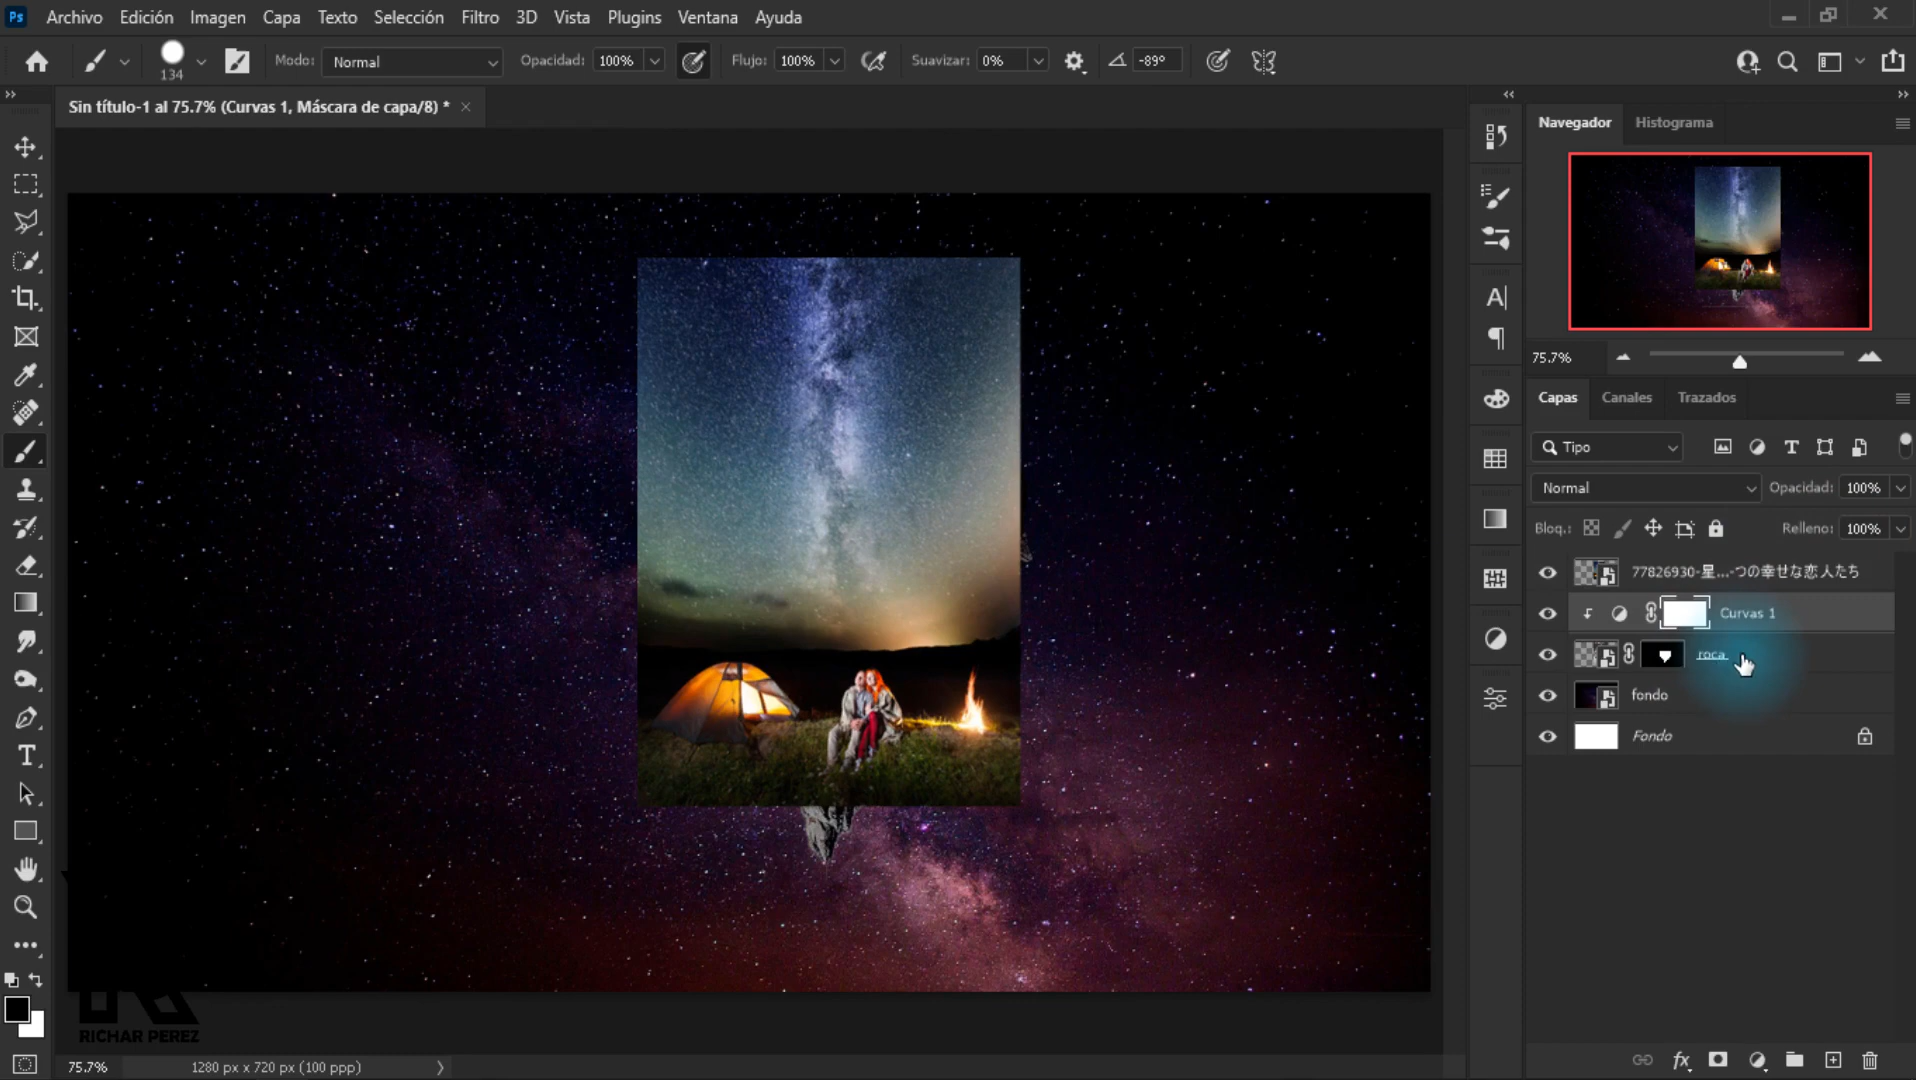 Ps Archivo Edición Imagen Capa Texto Selección Filtro 3D Vista Plugins Ventana Ayuda
134 Modo: Normal Opacidad: 100% Flujo: 100% Suavizar: 0% -89°
Sin título-1 al 75.7% (Curvas 1, Máscara de capa/8) *
Navegador Histograma
75.7%
Capas Canales Trazados
Tipo
Normal Opacidad: 100%
Bloq.: Relleno: 100%
77826930-星...-つの幸せな恋人たち
Curvas 1
roca
fondo
Fondo
RICHAR PEREZ
75.7% 1280 px x 720 px (100 ppp)
fx